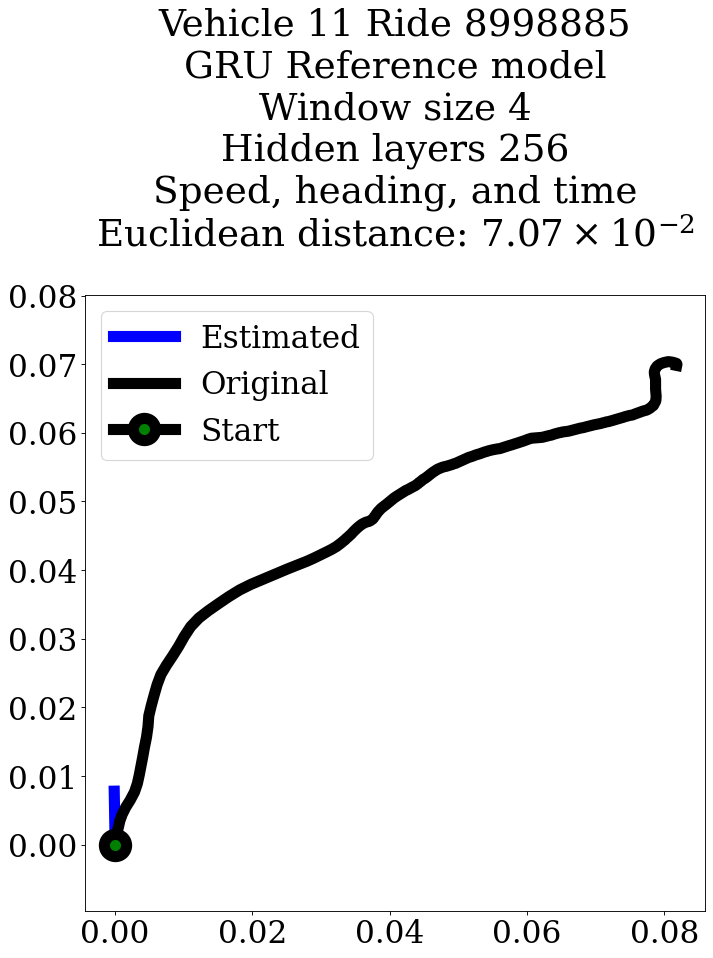 Vehicle 11 Ride 8998885
GRU Reference model
Window size 4
Hidden layers 256
Speed, heading, and time
Euclidean distance: 7.07 × 10⁻²
Estimated
Original
Start
0.08
0.07
0.06
0.05
0.04
0.03
0.02
0.01
0.00
0.00 0.02 0.04 0.06 0.08